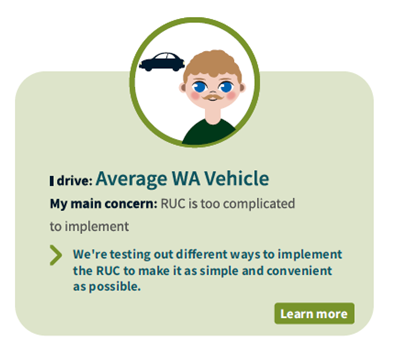 I drive: Average WA Vehicle
My main concern: RUC is too complicated
to implement
We're testing out different ways to implement
the RUC to make it as simple and convenient
as possible.
Learn more